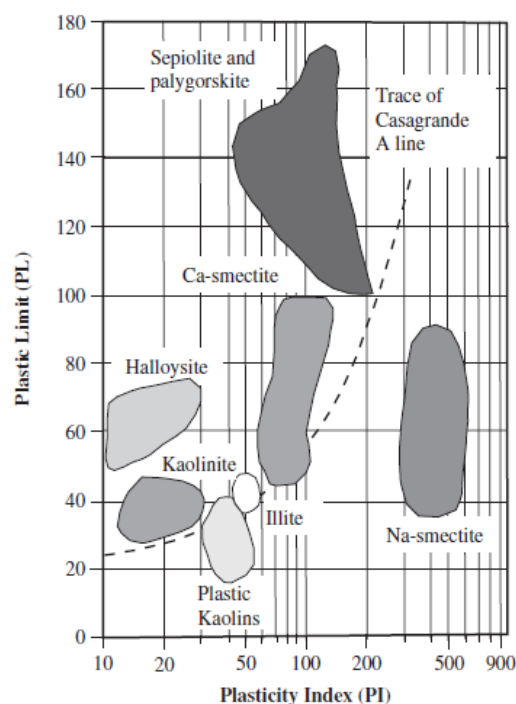 180
160
140
120
100
80
60
40
20
0
Plastic Limit (PL)
Sepiolite and
palygorskite
Trace of
Casagrande
A line
Ca-smectite
Halloysite
Kaolinite
Illite
Na-smectite
Plastic
Kaolins
10 20 50 100 200 500 900
Plasticity Index (PI)